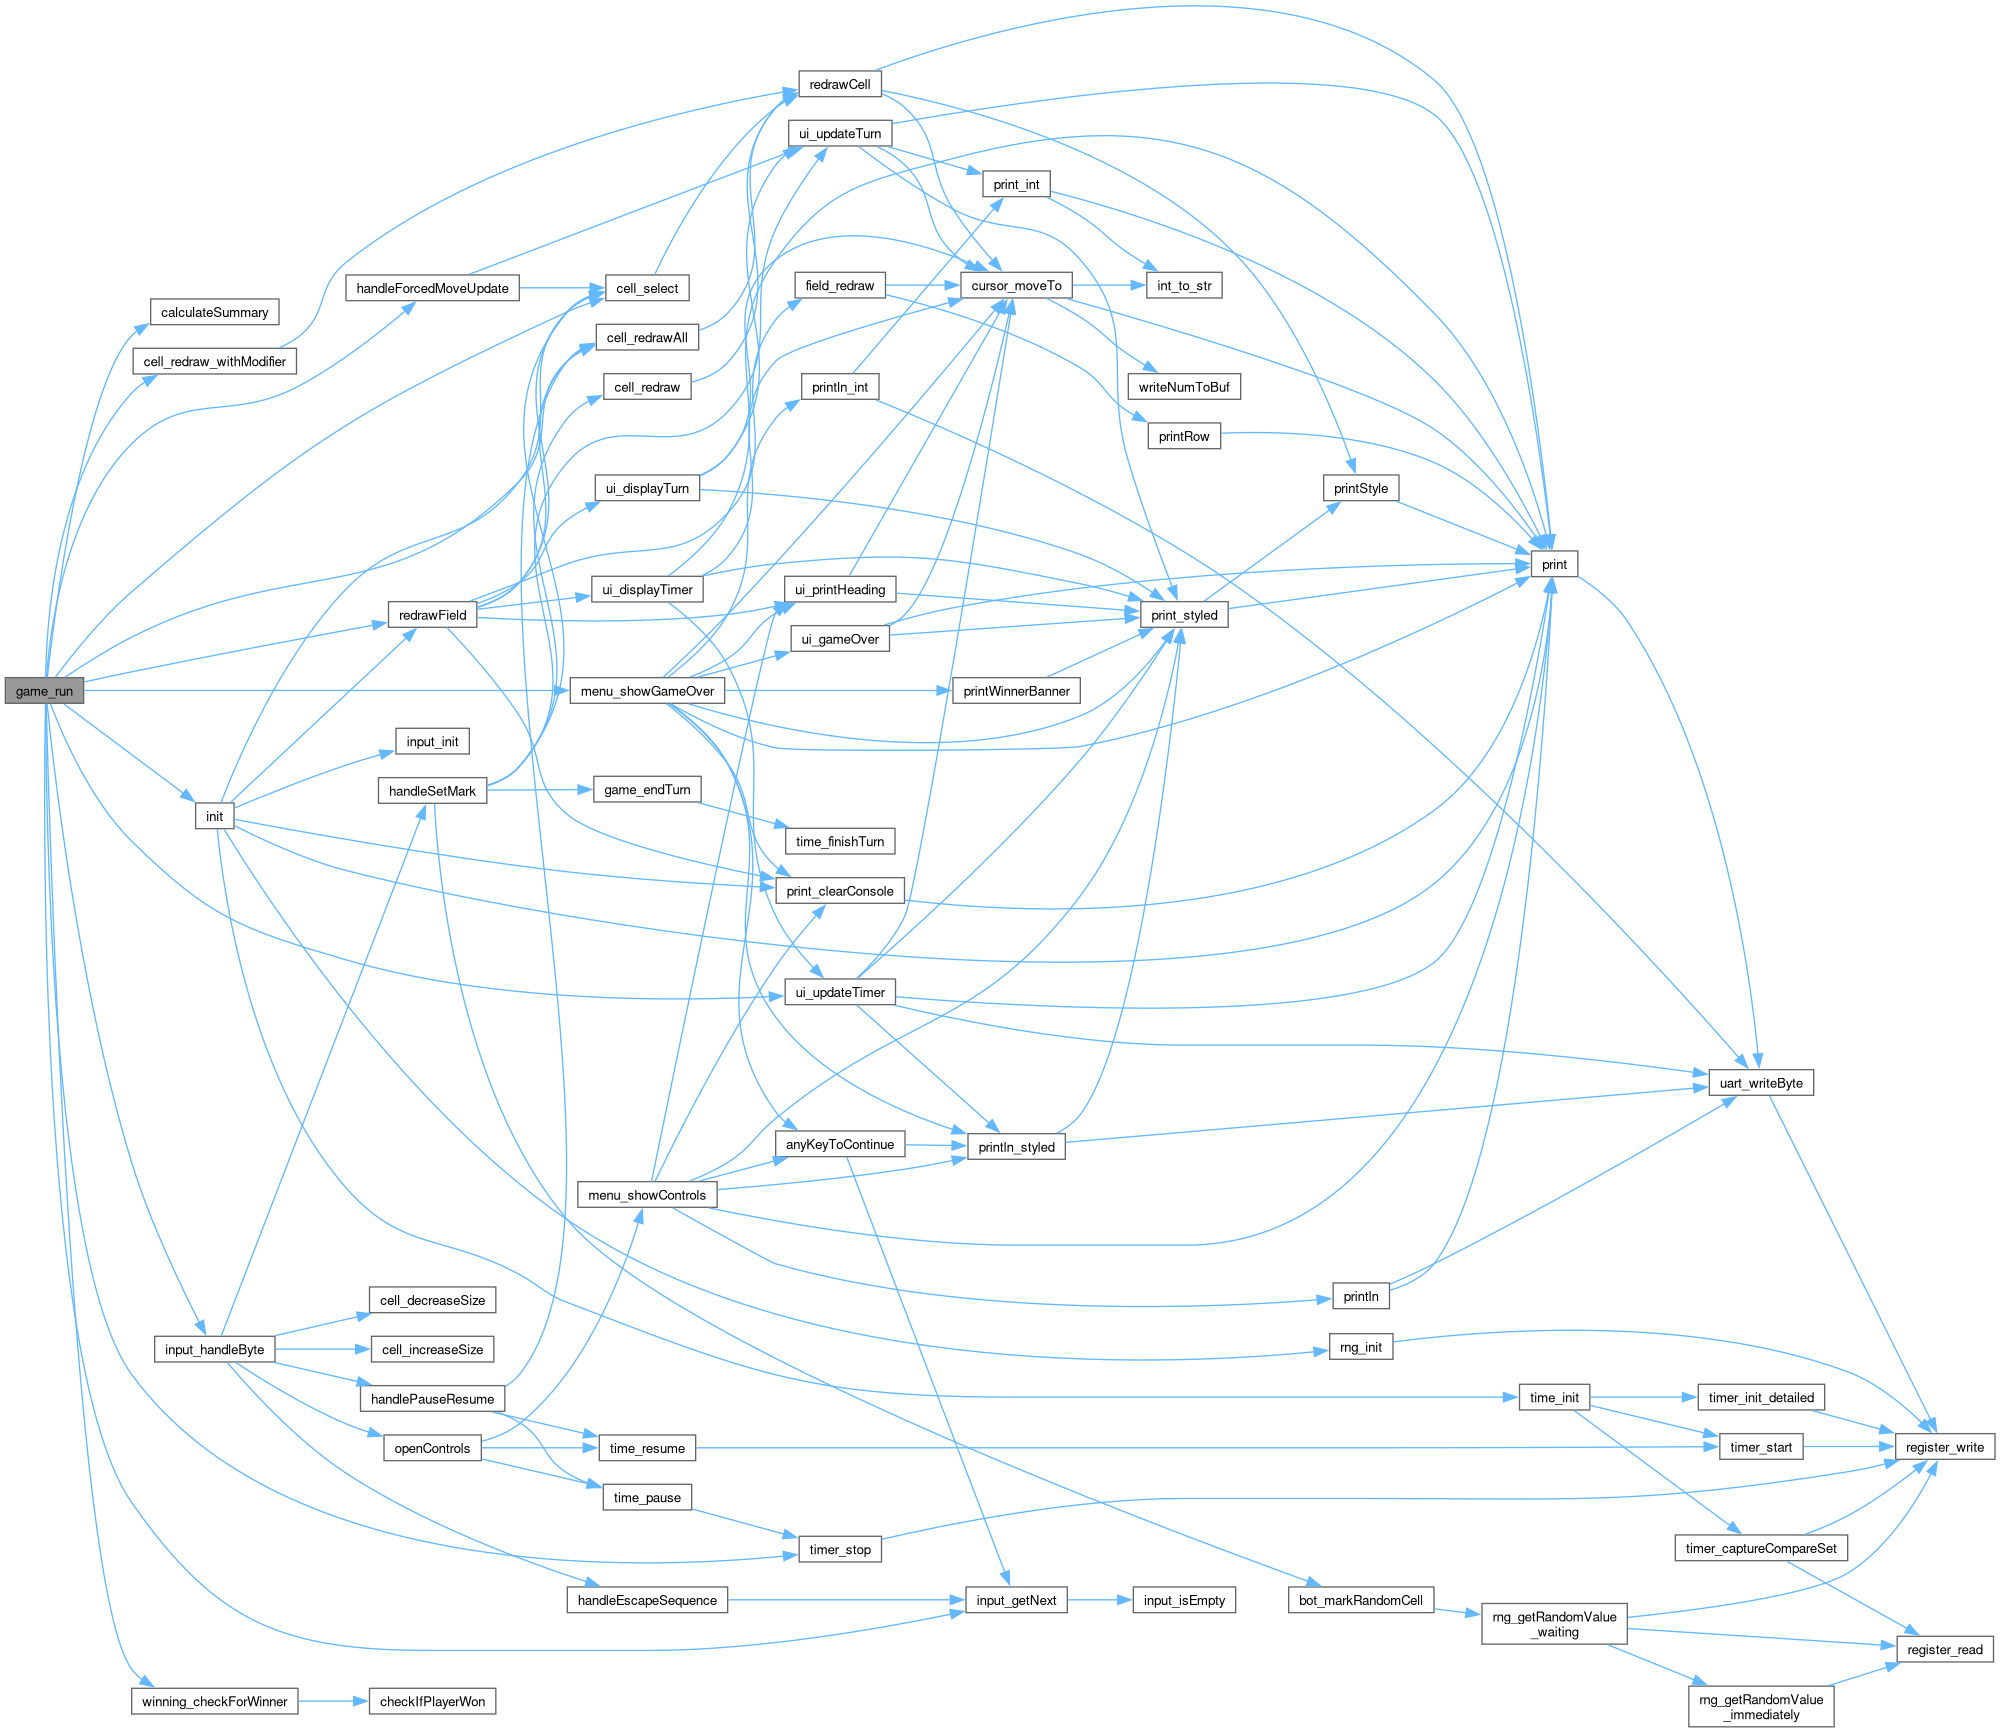 game_run
calculateSummary
cell_redraw_withModifier
handleForcedMoveUpdate
cell_select
cell_redrawAll
cell_redraw
redrawCell
ui_updateTurn
print_int
field_redraw
cursor_moveTo
int_to_str
println_int
writeNumToBuf
printRow
ui_displayTurn
printStyle
print
redrawField
ui_displayTimer
ui_printHeading
print_styled
ui_gameOver
menu_showGameOver
printWinnerBanner
input_init
init
handleSetMark
game_endTurn
time_finishTurn
print_clearConsole
ui_updateTimer
uart_writeByte
anyKeyToContinue
println_styled
menu_showControls
println
cell_decreaseSize
input_handleByte
cell_increaseSize
rng_init
handlePauseResume
time_init
timer_init_detailed
openControls
time_resume
timer_start
register_write
time_pause
timer_stop
timer_captureCompareSet
handleEscapeSequence
input_getNext
input_isEmpty
bot_markRandomCell
rng_getRandomValue
_waiting
register_read
winning_checkForWinner
checkIfPlayerWon
rng_getRandomValue
_immediately